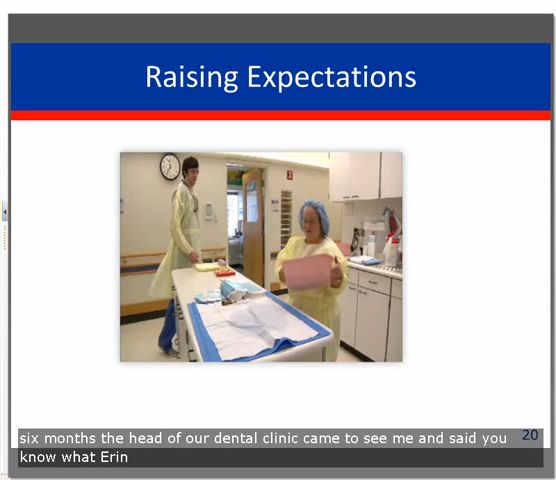 Raising Expectations
20
six months the head of our dental clinic came to see me and said you
know what Erin